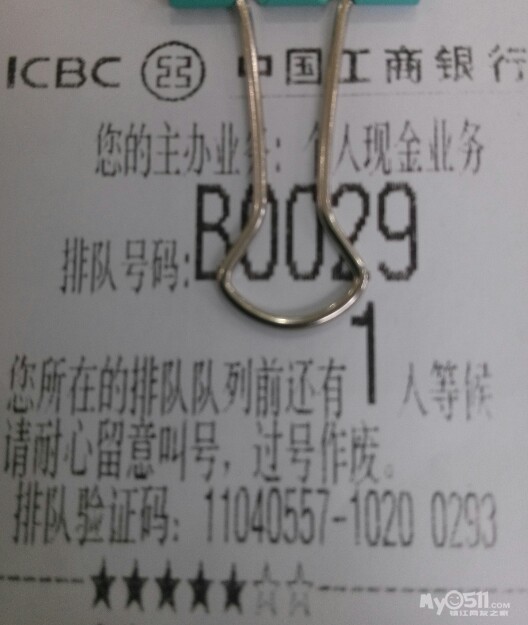 ICBC 中国工商银行
您的主办业务：个人现金业务
排队号码:B0029
您所在的排队队列前还有1人等候
请耐心留意叫号，过号作废。
排队验证码：11040557-1020 0293
★★★★★☆☆
My0511.com